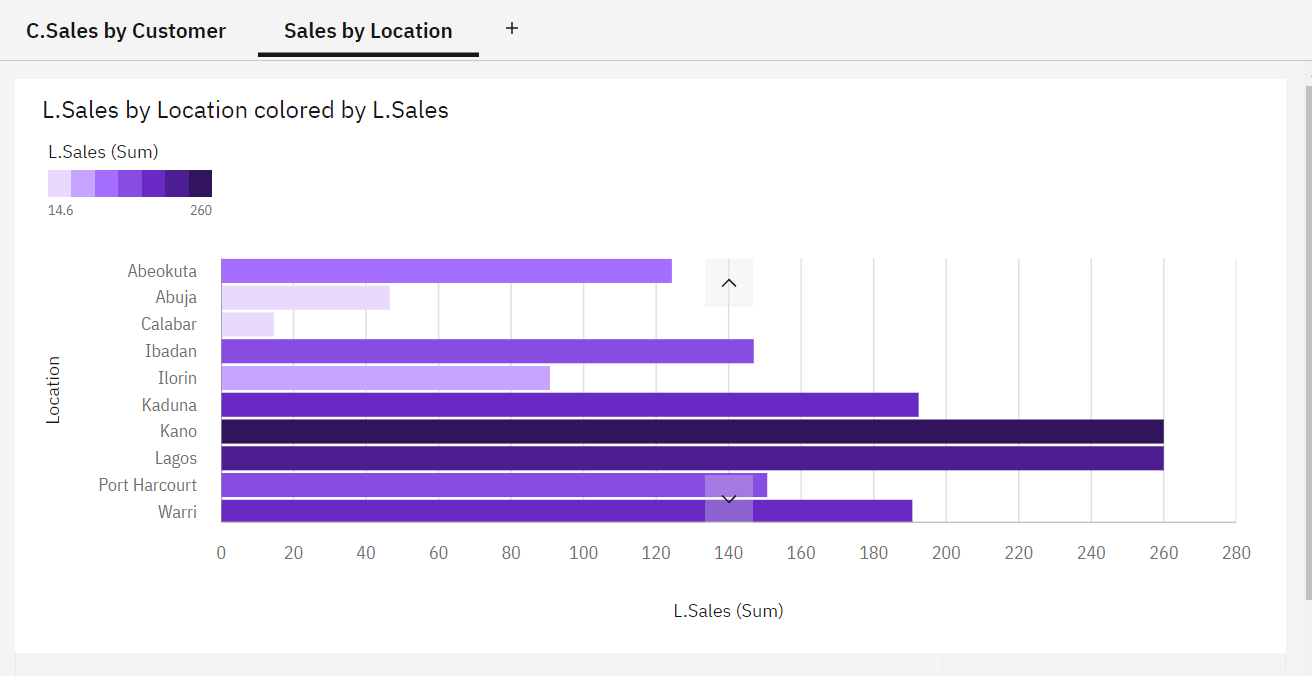 C.Sales by Customer Sales by Location +
L.Sales by Location colored by L.Sales
L.Sales (Sum)
14.6 260
Abeokuta
Abuja
Calabar
Ibadan
Ilorin
Kaduna
Kano
Lagos
Port Harcourt
Warri
Location
0 20 40 60 80 100 120 140 160 180 200 220 240 260 280
L.Sales (Sum)